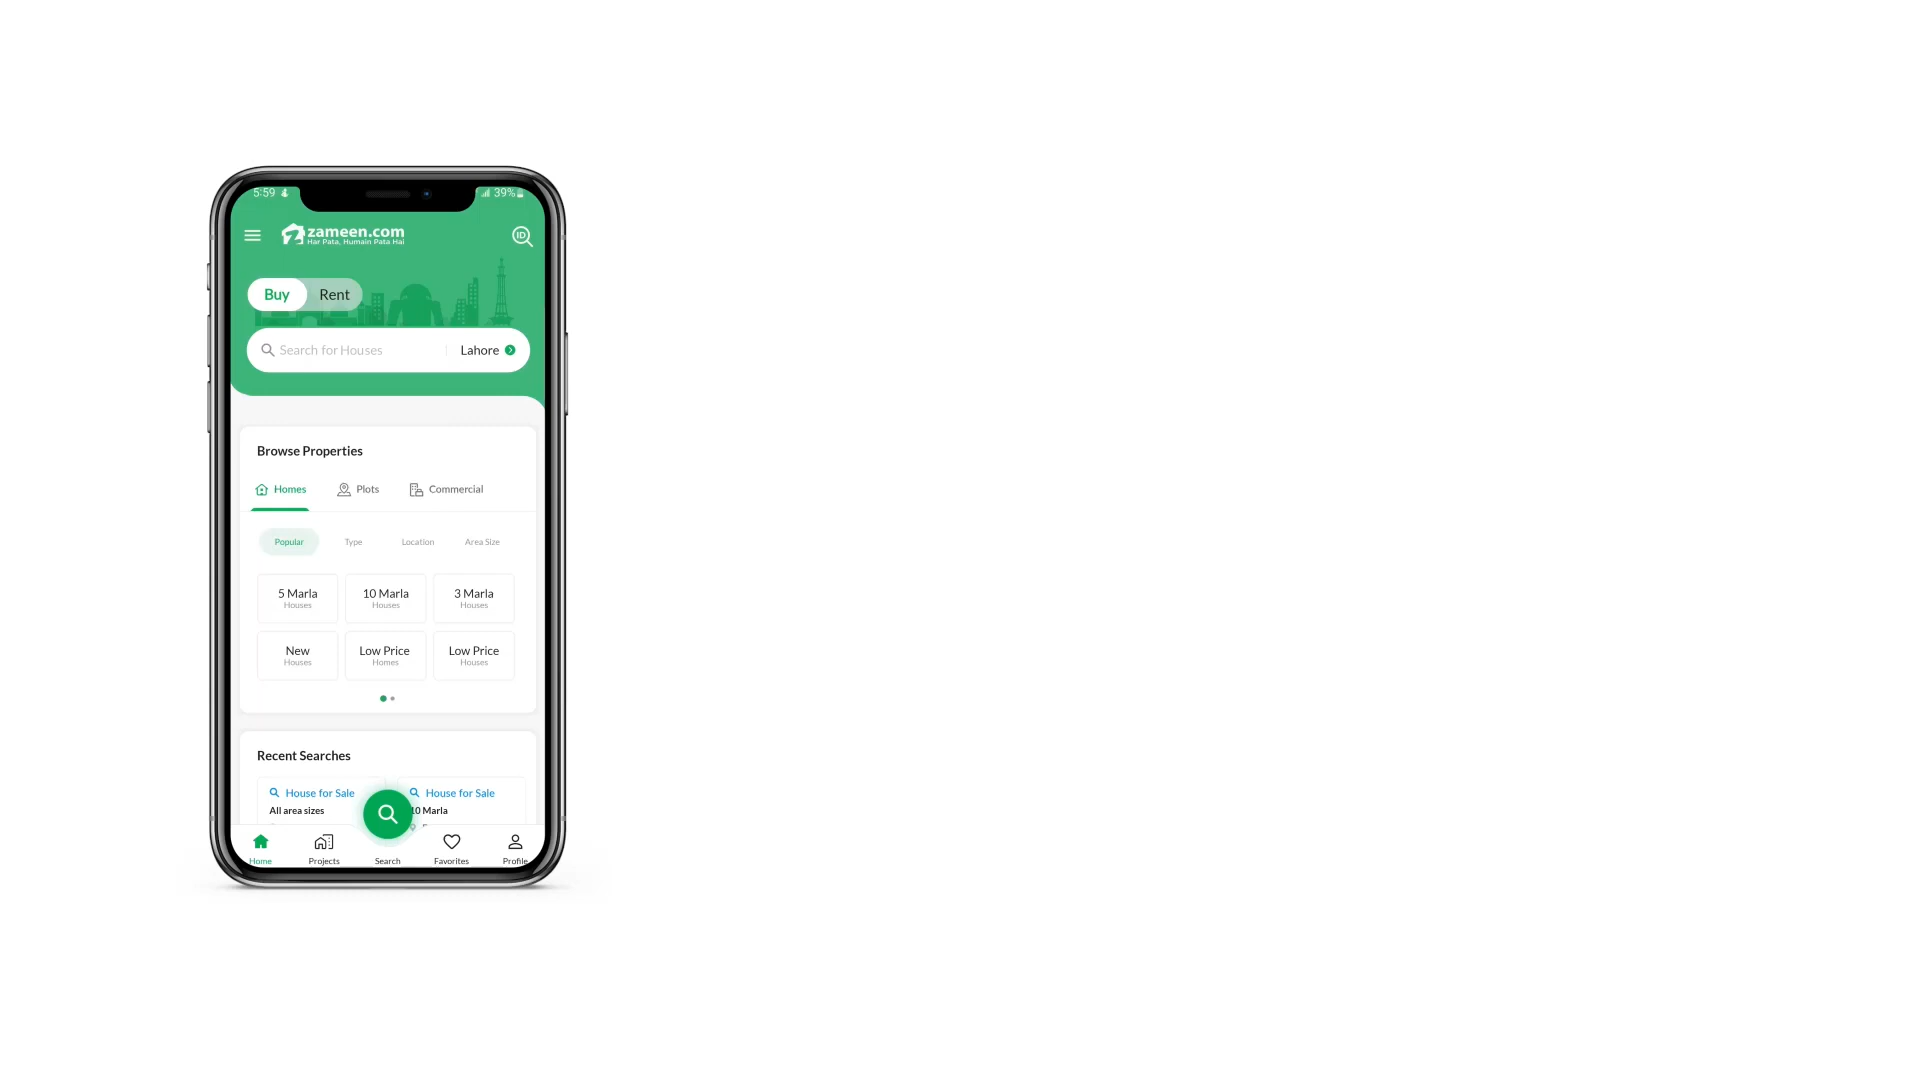 5:59
39%
zameen.com
Har Pata, Humain Pata Hai
ID
Buy Rent
Search for Houses Lahore
Browse Properties
Homes Plots Commercial
Popular Type Location Area Size
5 Marla 10 Marla 3 Marla
Houses Houses Houses
New Low Price Low Price
Houses Homes Houses
Recent Searches
House for Sale House for Sale
All area sizes 10 Marla
Home Projects Search Favorites Profile